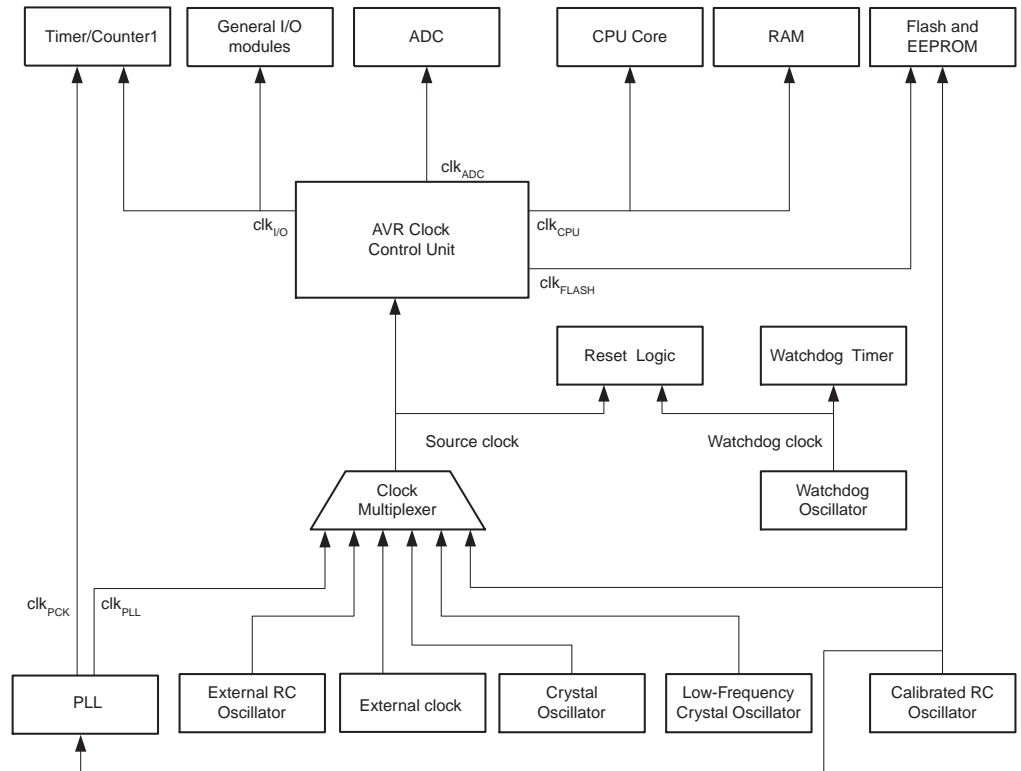 Timer/Counter1
General I/O
modules
ADC
CPU Core
RAM
Flash and
EEPROM
clkADC
clkI/O
AVR Clock
Control Unit
clkCPU
clkFLASH
Reset Logic
Watchdog Timer
Source clock
Watchdog clock
Clock
Multiplexer
Watchdog
Oscillator
clkPCK
clkPLL
PLL
External RC
Oscillator
External clock
Crystal
Oscillator
Low-Frequency
Crystal Oscillator
Calibrated RC
Oscillator